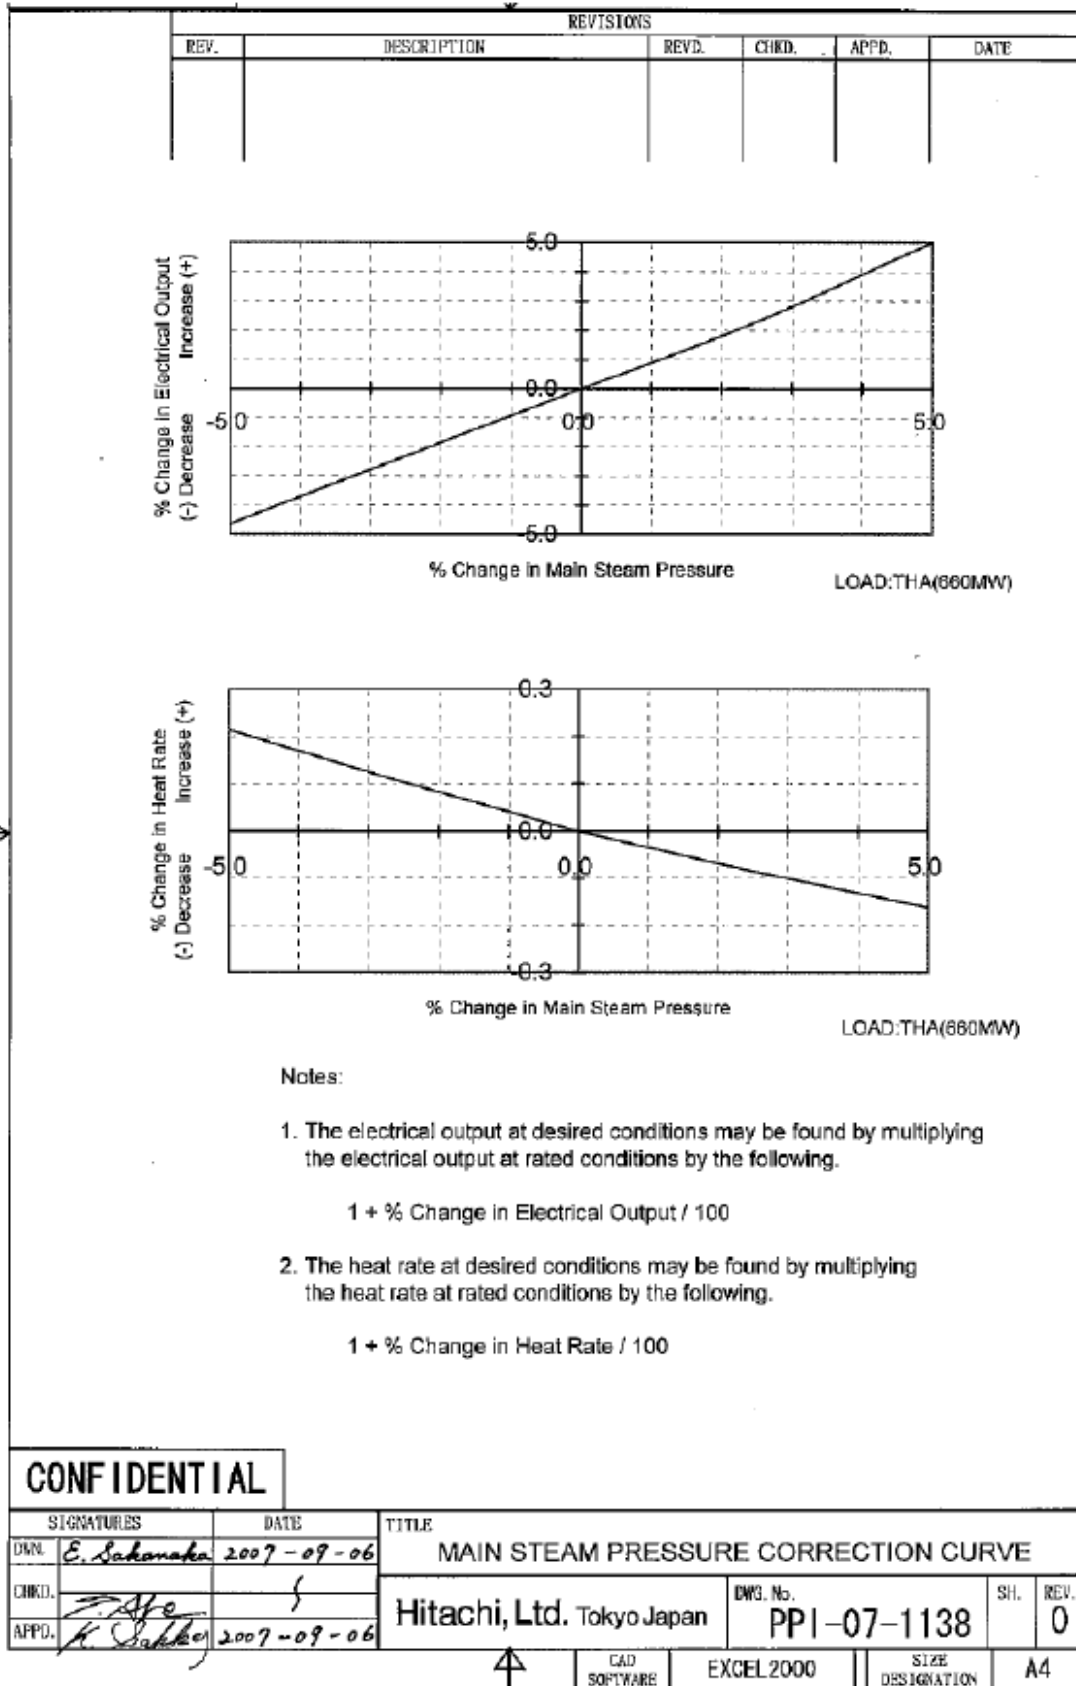 REVISIONS
REV. DESCRIPTION REVD. CHKD. APPD. DATE
5.0
% Change in Electrical Output
(-) Decrease Increase (+)
0.0
-5.0 0.0 5.0
-5.0
% Change in Main Steam Pressure
LOAD:THA(660MW)
0.3
% Change in Heat Rate
(-) Decrease Increase (+)
0.0
-5.0 0.0 5.0
-0.3
% Change in Main Steam Pressure
LOAD:THA(660MW)
Notes:
1. The electrical output at desired conditions may be found by multiplying
the electrical output at rated conditions by the following.
1 + % Change in Electrical Output / 100
2. The heat rate at desired conditions may be found by multiplying
the heat rate at rated conditions by the following.
1 + % Change in Heat Rate / 100
CONFIDENTIAL
SIGNATURES DATE TITLE
DWN. E. Sakanaka 2007-09-06
MAIN STEAM PRESSURE CORRECTION CURVE
CHKD.
APPD. 2007-09-06
Hitachi, Ltd. Tokyo Japan
DWG. No. SH. REV.
PPI-07-1138 0
CAD
SOFTWARE
EXCEL2000
SIZE
DESIGNATION
A4